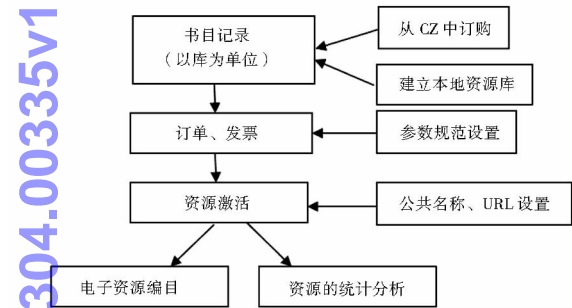 书目记录
（以库为单位）
从 CZ 中订购
建立本地资源库
订单、发票
参数规范设置
资源激活
公共名称、URL 设置
电子资源编目
资源的统计分析
304.00335v1